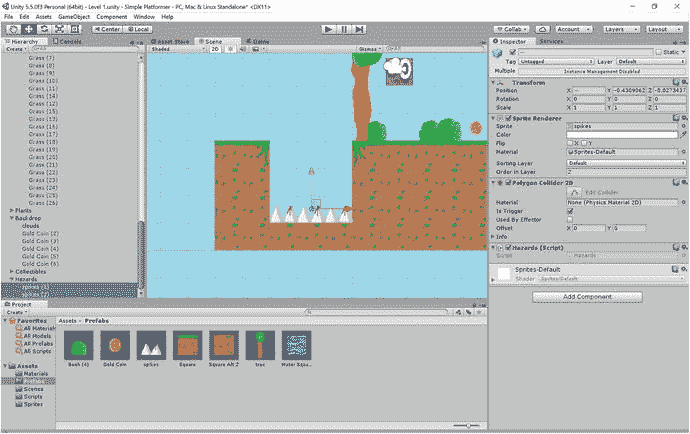 Unity 5.5.0f3 Personal (64bit) - Level 1.unity - Simple Platformer - PC, Mac & Linux Standalone* <DX11>
File Edit Assets GameObject Component Window Help
Center Local Collab Account Layers Layout
Hierarchy Console
Create
Grass (7)
Grass (8)
Grass (9)
Grass (10)
Grass (11)
Grass (14)
Grass (12)
Grass (13)
Grass (15)
Grass (16)
Grass (17)
Grass (18)
Grass (19)
Grass (20)
Grass (21)
Grass (22)
Grass (23)
Grass (24)
Grass (25)
Grass (26)
Plants
Back drop
clouds
Gold Coin (2)
Gold Coin (3)
Gold Coin (4)
Gold Coin (5)
Gold Coin (6)
Collectibles
Hazards
spikes (1)
spikes (2)
Asset Store Scene Game
Shaded 2D Gizmos
Inspector Services
Static
Tag Untagged Layer Default
Multiple Instance Management Disabled
Transform
Position X — Y -0.4309062 Z -8.0273437
Rotation X 0 Y 0 Z 0
Scale X 1 Y 1 Z 1
Sprite Renderer
Sprite spikes
Color
Flip X Y
Material Sprites-Default
Sorting Layer Default
Order in Layer 2
Polygon Collider 2D
Edit Collider
Material None (Physics Material 2D)
Is Trigger
Used By Effector
Offset X 0 Y 0
Info
Hazards (Script)
Script Hazards
Sprites-Default
Shader Sprites/Default
Add Component
Project
Create
Favorites
All Materials
All Models
All Prefabs
All Scripts
Assets
Materials
Prefabs
Scenes
Scripts
Sprites
Assets Prefabs
Bush (4) Gold Coin spikes Square Square Alt 2 tree Water Squa...